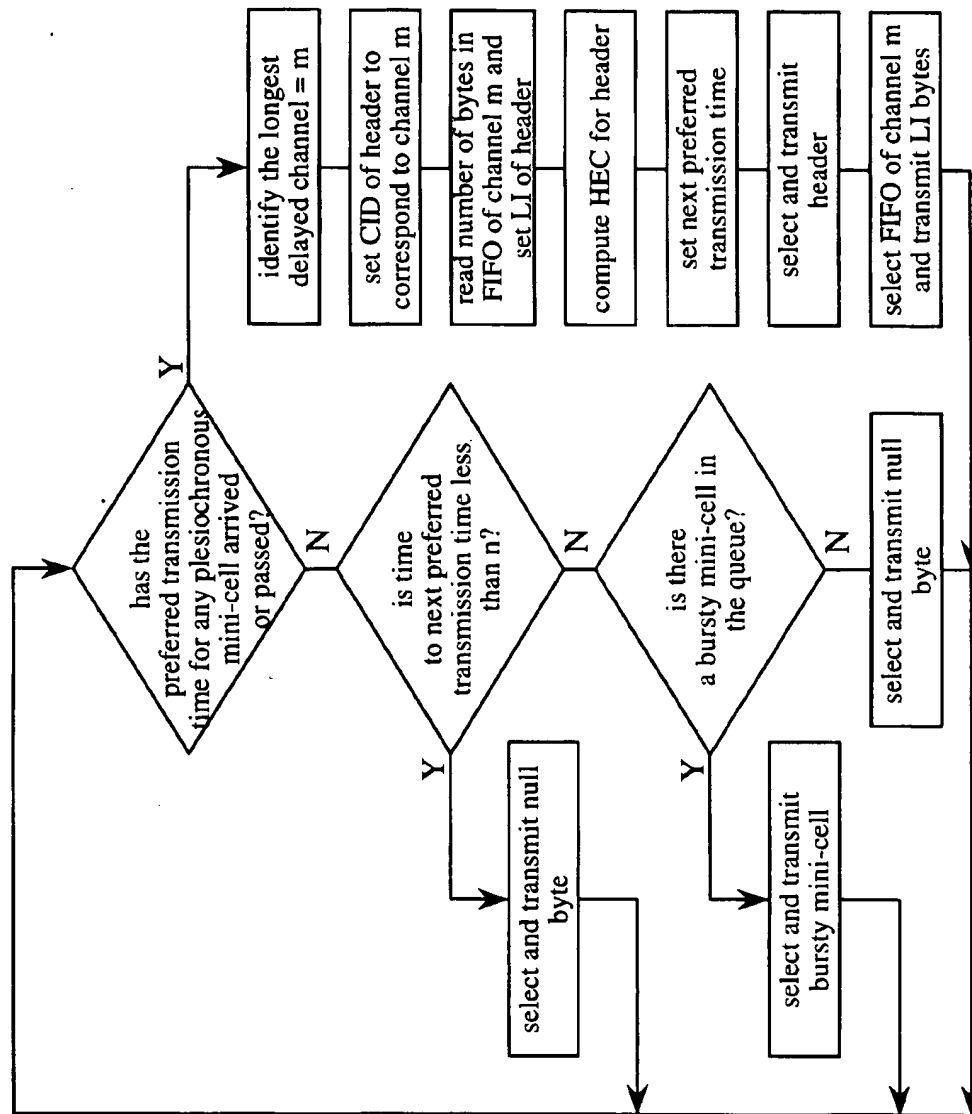 has the
preferred transmission
time for any plesiochronous
mini-cell arrived
or passed?
Y
N
identify the longest
delayed channel = m
set CID of header to
correspond to channel m
read number of bytes in
FIFO of channel m and
set LI of header
compute HEC for header
set next preferred
transmission time
select and transmit
header
select FIFO of channel m
and transmit LI bytes
is time
to next preferred
transmission time less
than n?
Y
N
select and transmit null
byte
is there
a bursty mini-cell in
the queue?
Y
N
select and transmit
bursty mini-cell
select and transmit null
byte